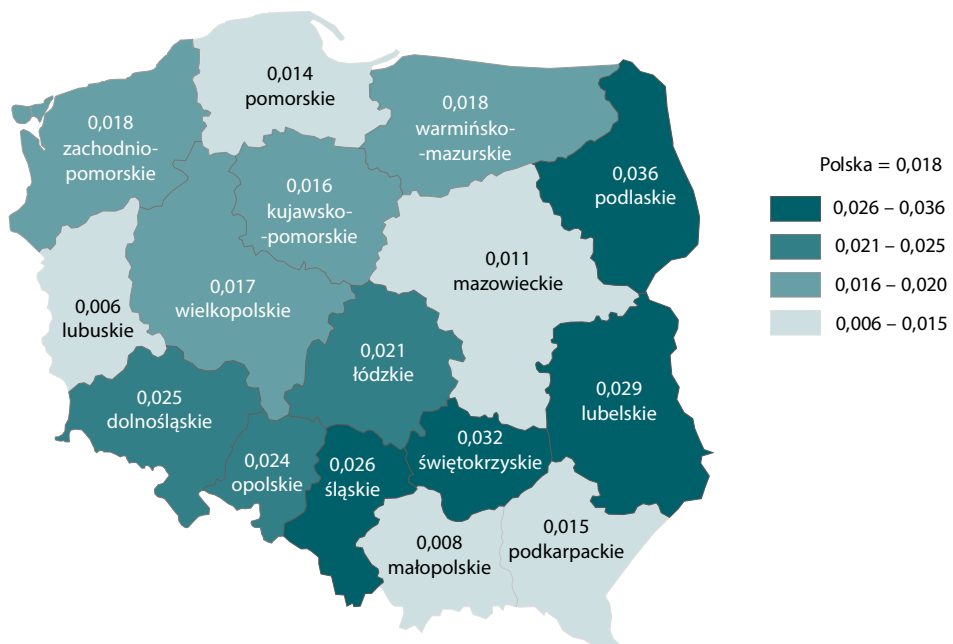 0,014
pomorskie
0,018
zachodnio-
pomorskie
0,018
warmińsko-
-mazurskie
0,036
podlaskie
0,016
kujawsko-
-pomorskie
0,011
mazowieckie
0,006
lubuskie
0,017
wielkopolskie
0,021
łódzkie
0,025
dolnośląskie
0,029
lubelskie
0,024
opolskie
0,026
śląskie
0,032
świętokrzyskie
0,008
małopolskie
0,015
podkarpackie
Polska = 0,018
0,026 – 0,036
0,021 – 0,025
0,016 – 0,020
0,006 – 0,015